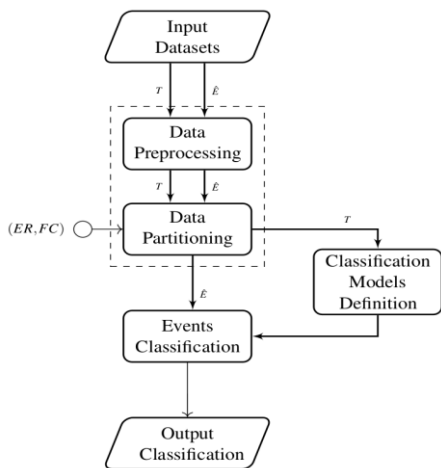 Input
Datasets
T Ê
Data
Preprocessing
T Ê
(ER,FC)
Data
Partitioning
T
Classification
Models
Definition
Ê
Events
Classification
Output
Classification